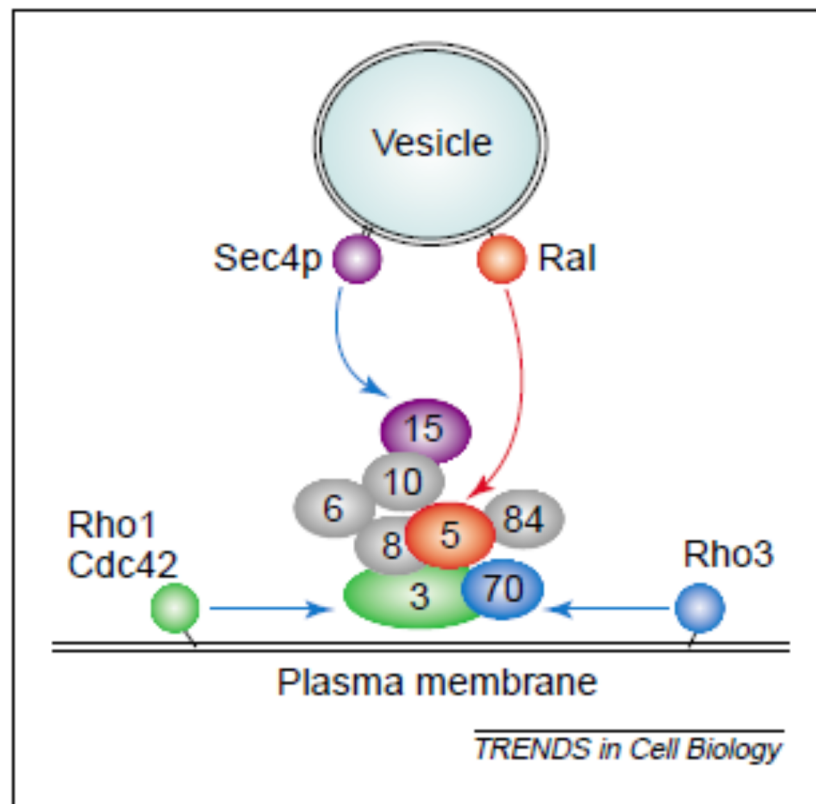 Vesicle
Sec4p
Ral
15
10
6
84
5
8
Rho1
Cdc42
Rho3
70
3
Plasma membrane
TRENDS in Cell Biology